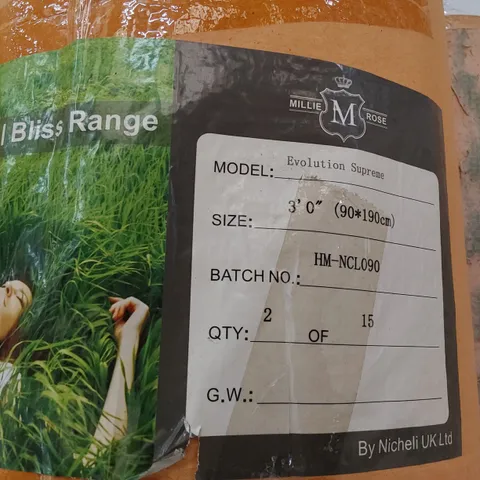 l Bliss Range
MILLIE M ROSE
MODEL: Evolution Supreme
SIZE: 3'0" (90*190cm)
BATCH NO.: HM-NCL090
QTY: 2 OF 15
G.W.:
By Nicheli UK Ltd